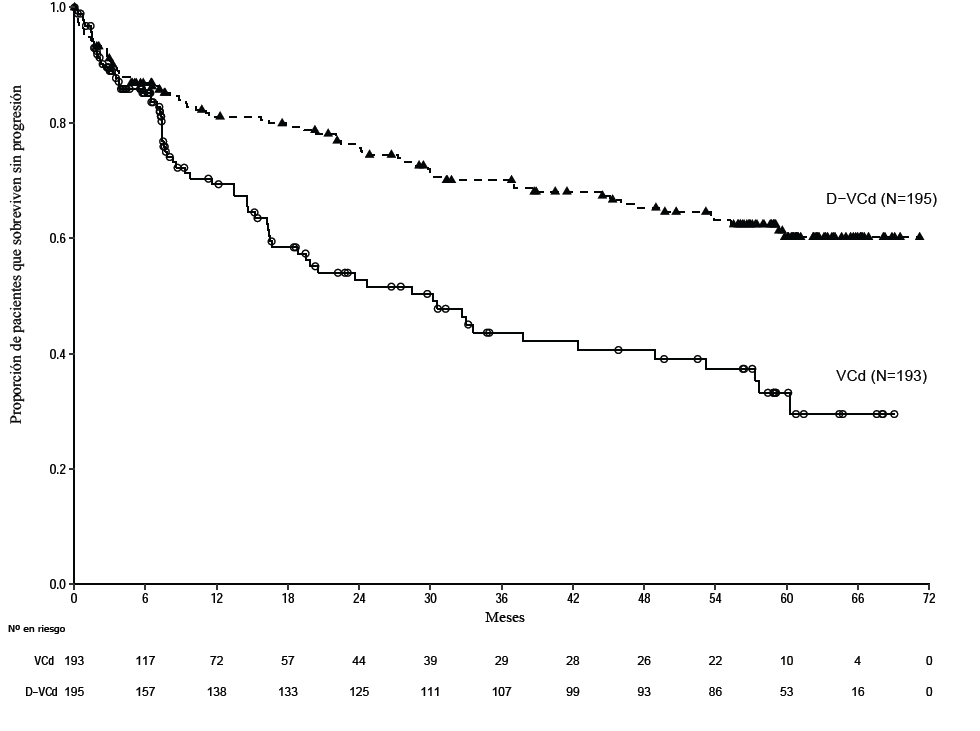 Proporción de pacientes que sobreviven sin progresión
1.0
0.8
0.6
0.4
0.2
0.0
D−VCd (N=195)
VCd (N=193)
0 6 12 18 24 30 36 42 48 54 60 66 72
Meses
Nº en riesgo
VCd 193 117 72 57 44 39 29 28 26 22 10 4 0
D−VCd 195 157 138 133 125 111 107 99 93 86 53 16 0